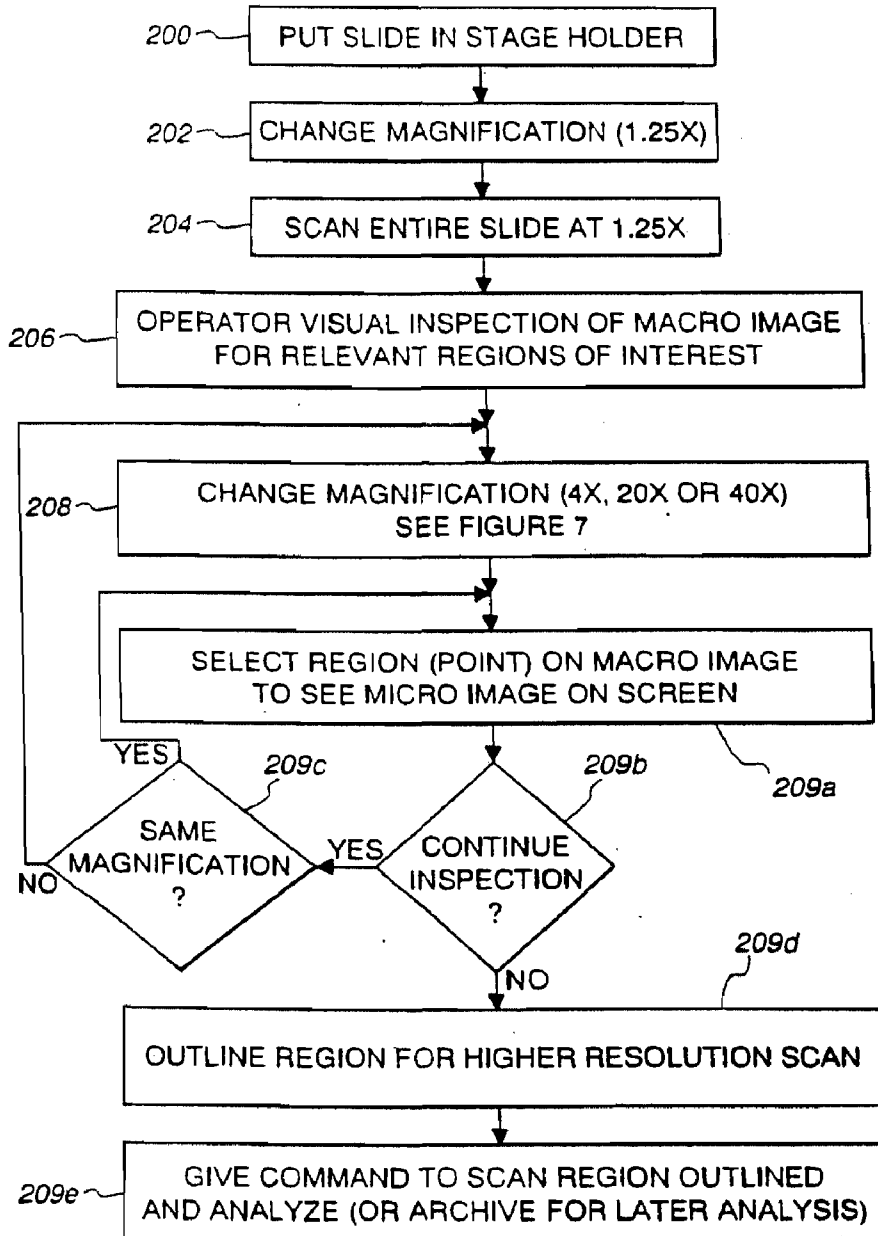 200
PUT SLIDE IN STAGE HOLDER
202
CHANGE MAGNIFICATION (1.25X)
204
SCAN ENTIRE SLIDE AT 1.25X
206
OPERATOR VISUAL INSPECTION OF MACRO IMAGE
FOR RELEVANT REGIONS OF INTEREST
208
CHANGE MAGNIFICATION (4X, 20X OR 40X)
SEE FIGURE 7
SELECT REGION (POINT) ON MACRO IMAGE
TO SEE MICRO IMAGE ON SCREEN
209a
209b
CONTINUE
INSPECTION
?
YES
209c
SAME
MAGNIFICATION
?
YES
NO
NO
209d
OUTLINE REGION FOR HIGHER RESOLUTION SCAN
209e
GIVE COMMAND TO SCAN REGION OUTLINED
AND ANALYZE (OR ARCHIVE FOR LATER ANALYSIS)